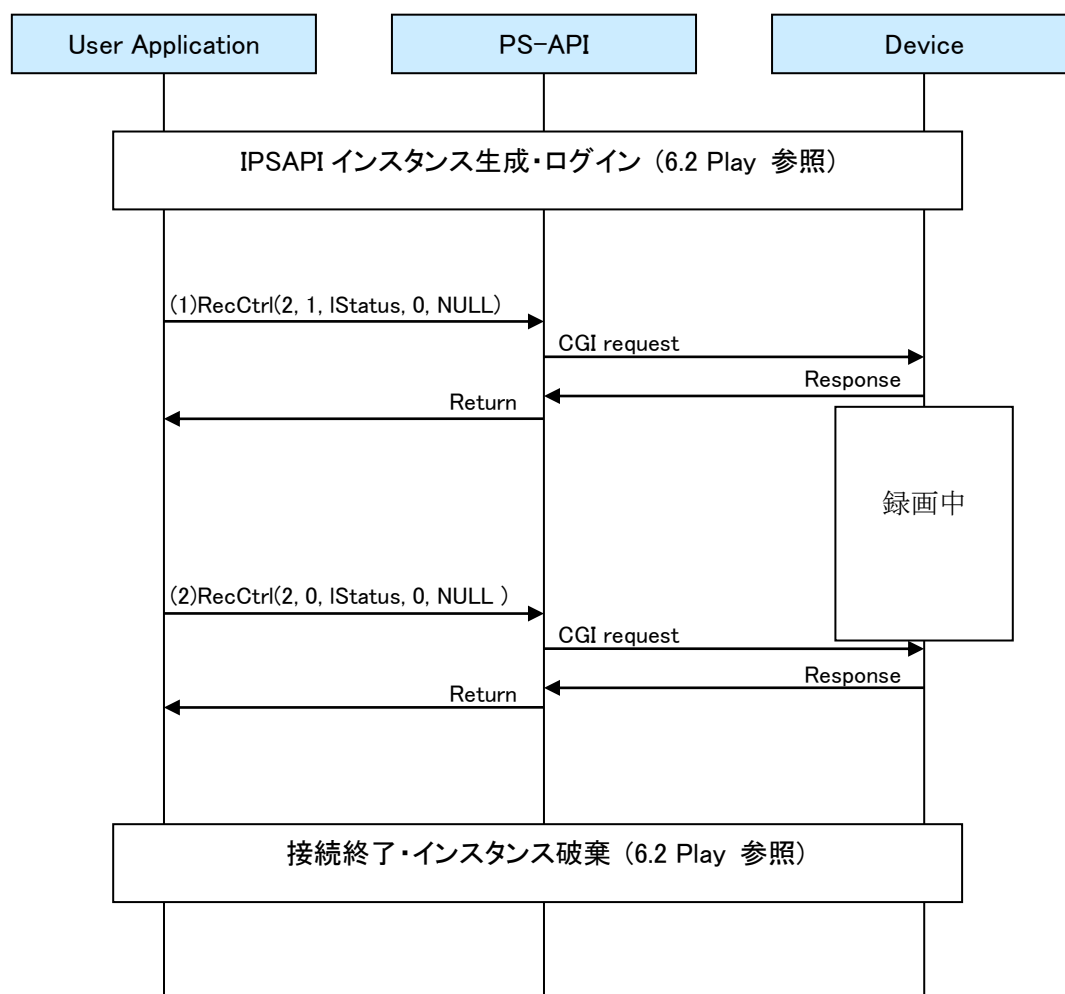 User Application
PS-API
Device
IPSAPI インスタンス生成・ログイン (6.2 Play 参照)
(1)RecCtrl(2, 1, lStatus, 0, NULL)
CGI request
Response
Return
録画中
(2)RecCtrl(2, 0, lStatus, 0, NULL )
CGI request
Response
Return
接続終了・インスタンス破棄 (6.2 Play 参照)